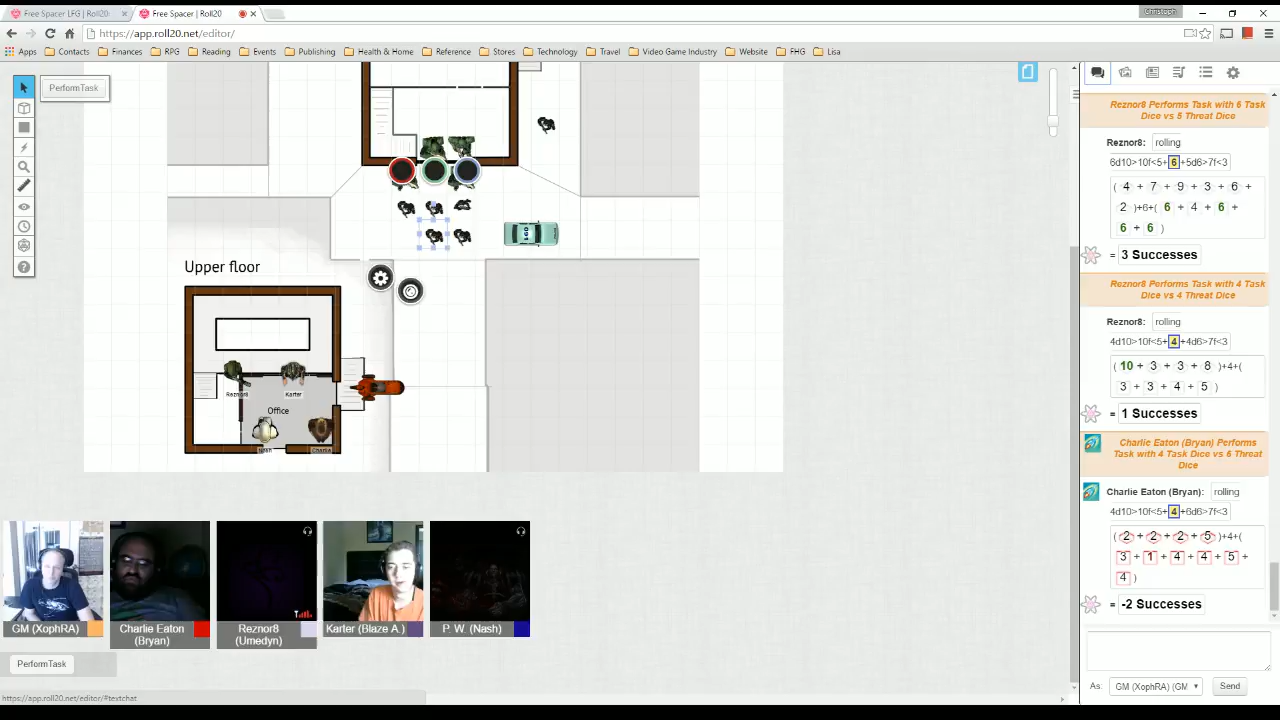 Christoph
Free Spacer LFG | Roll20 ×
Free Spacer | Roll20 ×
https://app.roll20.net/editor/
Apps Contacts Finances RPG Reading Events Publishing Health & Home Reference Stores Technology Travel Video Game Industry Website FHG Lisa
PerformTask
Reznor8 Performs Task with 6 Task
Dice vs 5 Threat Dice
Reznor8: rolling
6d10>10f<5+6+5d6>7f<3
( 4 + 7 + 9 + 3 + 6 +
2 )+6+( 6 + 4 + 6 +
6 + 6 )
= 3 Successes
Reznor8 Performs Task with 4 Task
Dice vs 4 Threat Dice
Reznor8: rolling
4d10>10f<5+4+4d6>7f<3
( 10 + 3 + 3 + 8 )+4+(
3 + 3 + 4 + 5 )
= 1 Successes
Charlie Eaton (Bryan) Performs
Task with 4 Task Dice vs 6 Threat
Dice
Charlie Eaton (Bryan): rolling
4d10>10f<5+4+6d6>7f<3
( 2 + 2 + 2 + 5 )+4+(
3 + 1 + 4 + 4 + 5 +
4 )
= -2 Successes
Upper floor
Reznor8
Karter
Office
Nash
Charlie
GM (XophRA)
Charlie Eaton
(Bryan)
Reznor8
(Umedyn)
Karter (Blaze A.)
P. W. (Nash)
PerformTask
As: GM (XophRA) (GM
Send
https://app.roll20.net/editor/#textchat